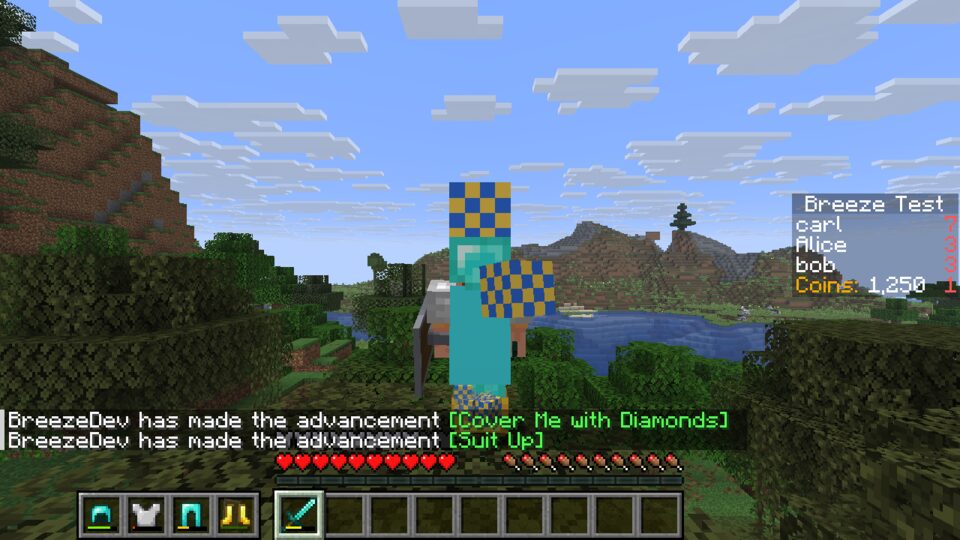 Breeze Test
carl 7
Alice 3
bob 3
Coins: 1,250 1
BreezeDev has made the advancement [Cover Me with Diamonds]
BreezeDev has made the advancement [Suit Up]